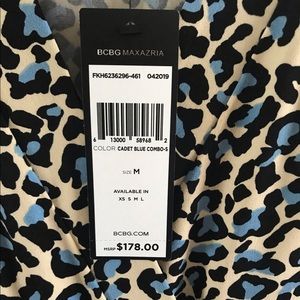 BCBGMAXAZRIA
FKH6236296-461 042019
6 13000 58968 2
COLOR CADET BLUE COMBO-S
SIZE M
AVAILABLE IN
XS S M L
BCBG.COM
MSRP $178.00